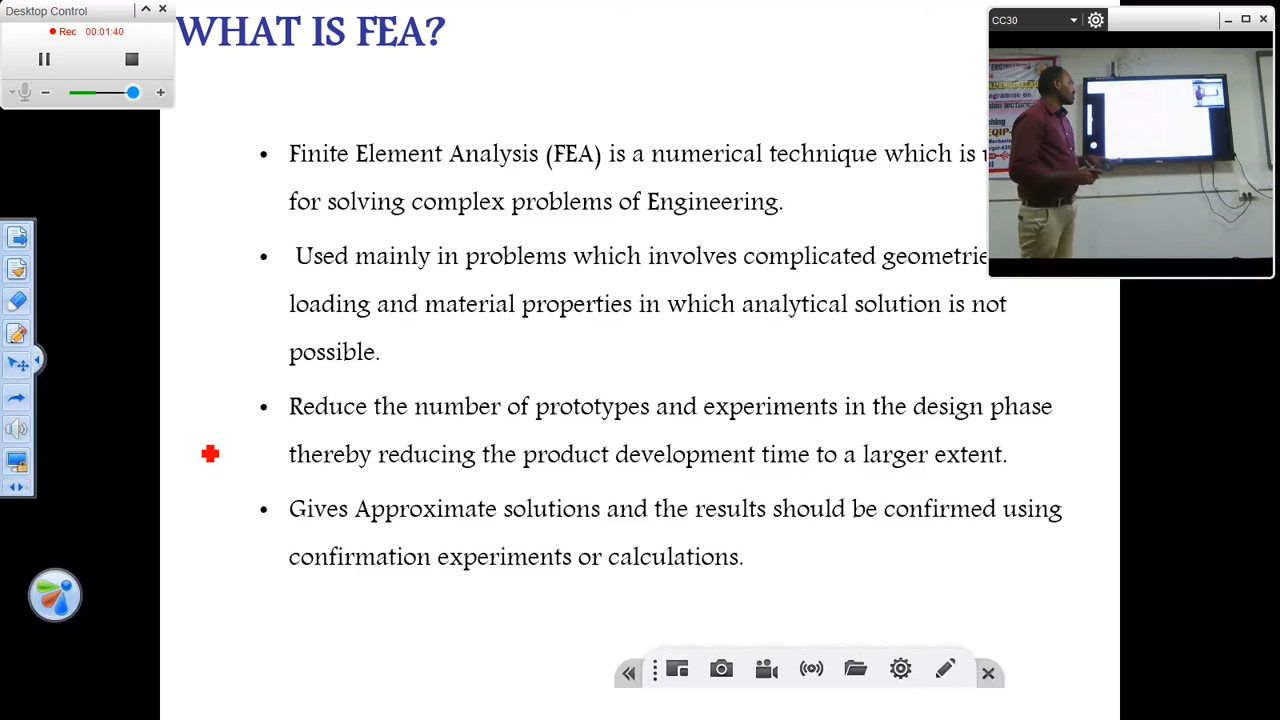 Desktop Control
Rec 00:01:40
WHAT IS FEA?
CC30
• Finite Element Analysis (FEA) is a numerical technique which is
for solving complex problems of Engineering.
• Used mainly in problems which involves complicated geometrie
loading and material properties in which analytical solution is not
possible.
• Reduce the number of prototypes and experiments in the design phase
thereby reducing the product development time to a larger extent.
• Gives Approximate solutions and the results should be confirmed using
confirmation experiments or calculations.